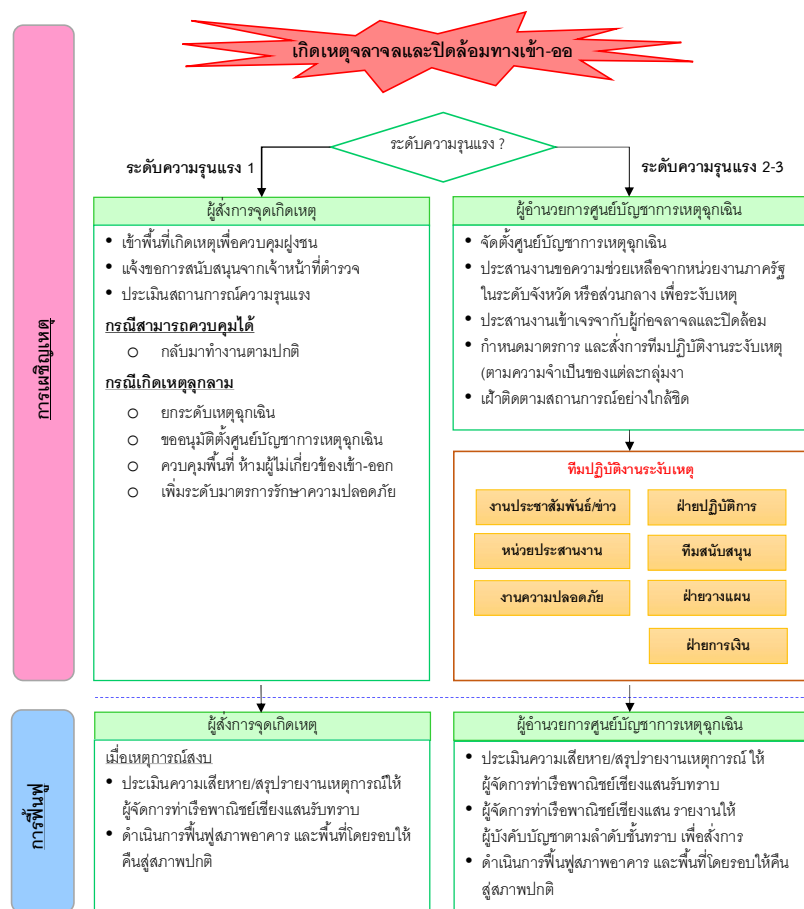 เกิดเหตุจลาจลและปิดล้อมทางเข้า-ออ
ระดับความรุนแรง ?
ระดับความรุนแรง 1
ระดับความรุนแรง 2-3
การเผชิญเหตุ
ผู้สั่งการจุดเกิดเหตุ
• เข้าพื้นที่เกิดเหตุเพื่อควบคุมฝูงชน
• แจ้งขอการสนับสนุนจากเจ้าหน้าที่ตำรวจ
• ประเมินสถานการณ์ความรุนแรง
กรณีสามารถควบคุมได้
o กลับมาทำงานตามปกติ
กรณีเกิดเหตุลุกลาม
o ยกระดับเหตุฉุกเฉิน
o ขออนุมัติตั้งศูนย์บัญชาการเหตุฉุกเฉิน
o ควบคุมพื้นที่ ห้ามผู้ไม่เกี่ยวข้องเข้า-ออก
o เพิ่มระดับมาตรการรักษาความปลอดภัย
ผู้อำนวยการศูนย์บัญชาการเหตุฉุกเฉิน
• จัดตั้งศูนย์บัญชาการเหตุฉุกเฉิน
• ประสานงานขอความช่วยเหลือจากหน่วยงานภาครัฐ
ในระดับจังหวัด หรือส่วนกลาง เพื่อระงับเหตุ
• ประสานงานเข้าเจรจากับผู้ก่อจลาจลและปิดล้อม
• กำหนดมาตรการ และสั่งการทีมปฏิบัติงานระงับเหตุ
(ตามความจำเป็นของแต่ละกลุ่มงา
• เฝ้าติดตามสถานการณ์อย่างใกล้ชิด
ทีมปฏิบัติงานระงับเหตุ
งานประชาสัมพันธ์/ข่าว
ฝ่ายปฏิบัติการ
หน่วยประสานงาน
ทีมสนับสนุน
งานความปลอดภัย
ฝ่ายวางแผน
ฝ่ายการเงิน
การฟื้นฟู
ผู้สั่งการจุดเกิดเหตุ
เมื่อเหตุการณ์สงบ
• ประเมินความเสียหาย/สรุปรายงานเหตุการณ์ให้
ผู้จัดการท่าเรือพาณิชย์เชียงแสนรับทราบ
• ดำเนินการฟื้นฟูสภาพอาคาร และพื้นที่โดยรอบให้
คืนสู่สภาพปกติ
ผู้อำนวยการศูนย์บัญชาการเหตุฉุกเฉิน
• ประเมินความเสียหาย/สรุปรายงานเหตุการณ์ ให้
ผู้จัดการท่าเรือพาณิชย์เชียงแสนรับทราบ
• ผู้จัดการท่าเรือพาณิชย์เชียงแสน รายงานให้
ผู้บังคับบัญชาตามลำดับชั้นทราบ เพื่อสั่งการ
• ดำเนินการฟื้นฟูสภาพอาคาร และพื้นที่โดยรอบให้คืน
สู่สภาพปกติ